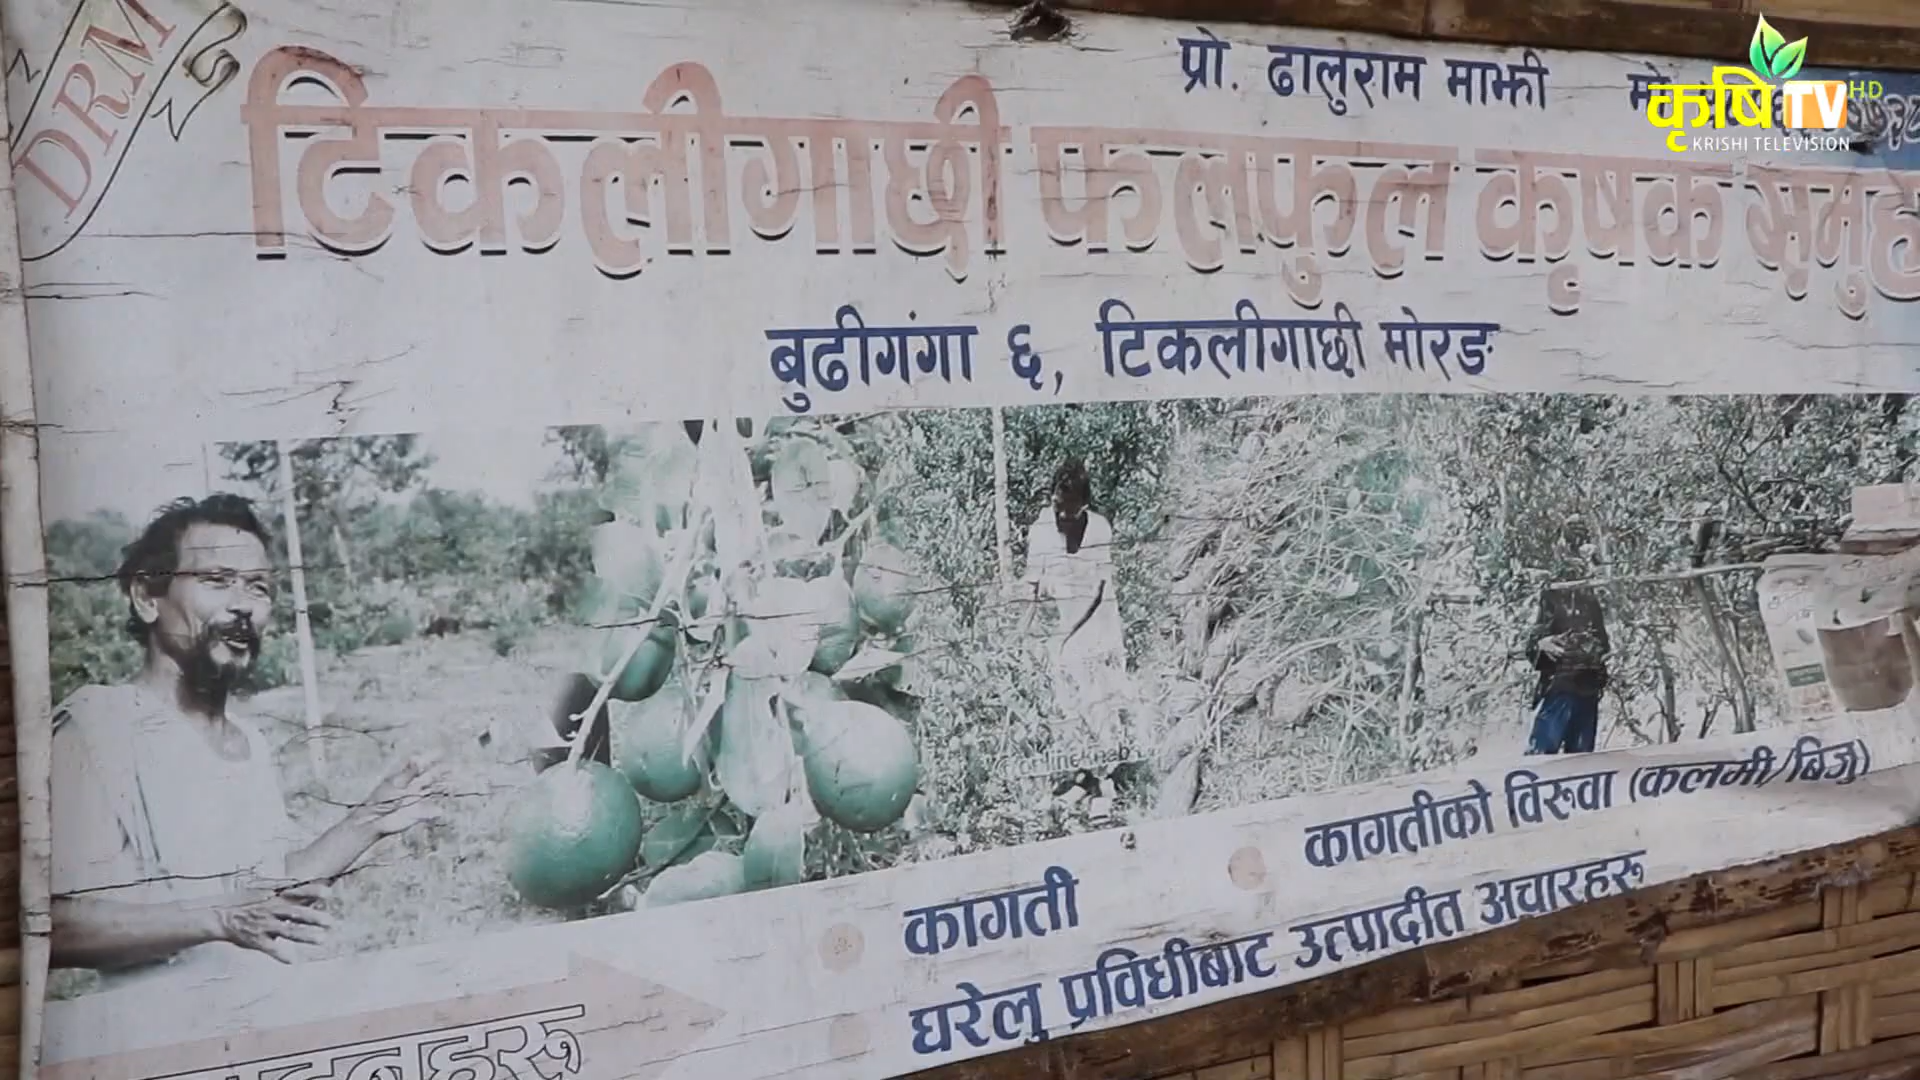 DRM
प्रो. ढालुराम माझी
कृषि TV HD
KRISHI TELEVISION
टिकलीगाछी फलफुल कृषक समुह
बुढीगंगा ६, टिकलीगाछी मोरङ
कागती
कागतीको विरुवा (कलमी/बिजु)
घरेलु प्रविधीबाट उत्पादीत अचारहरू